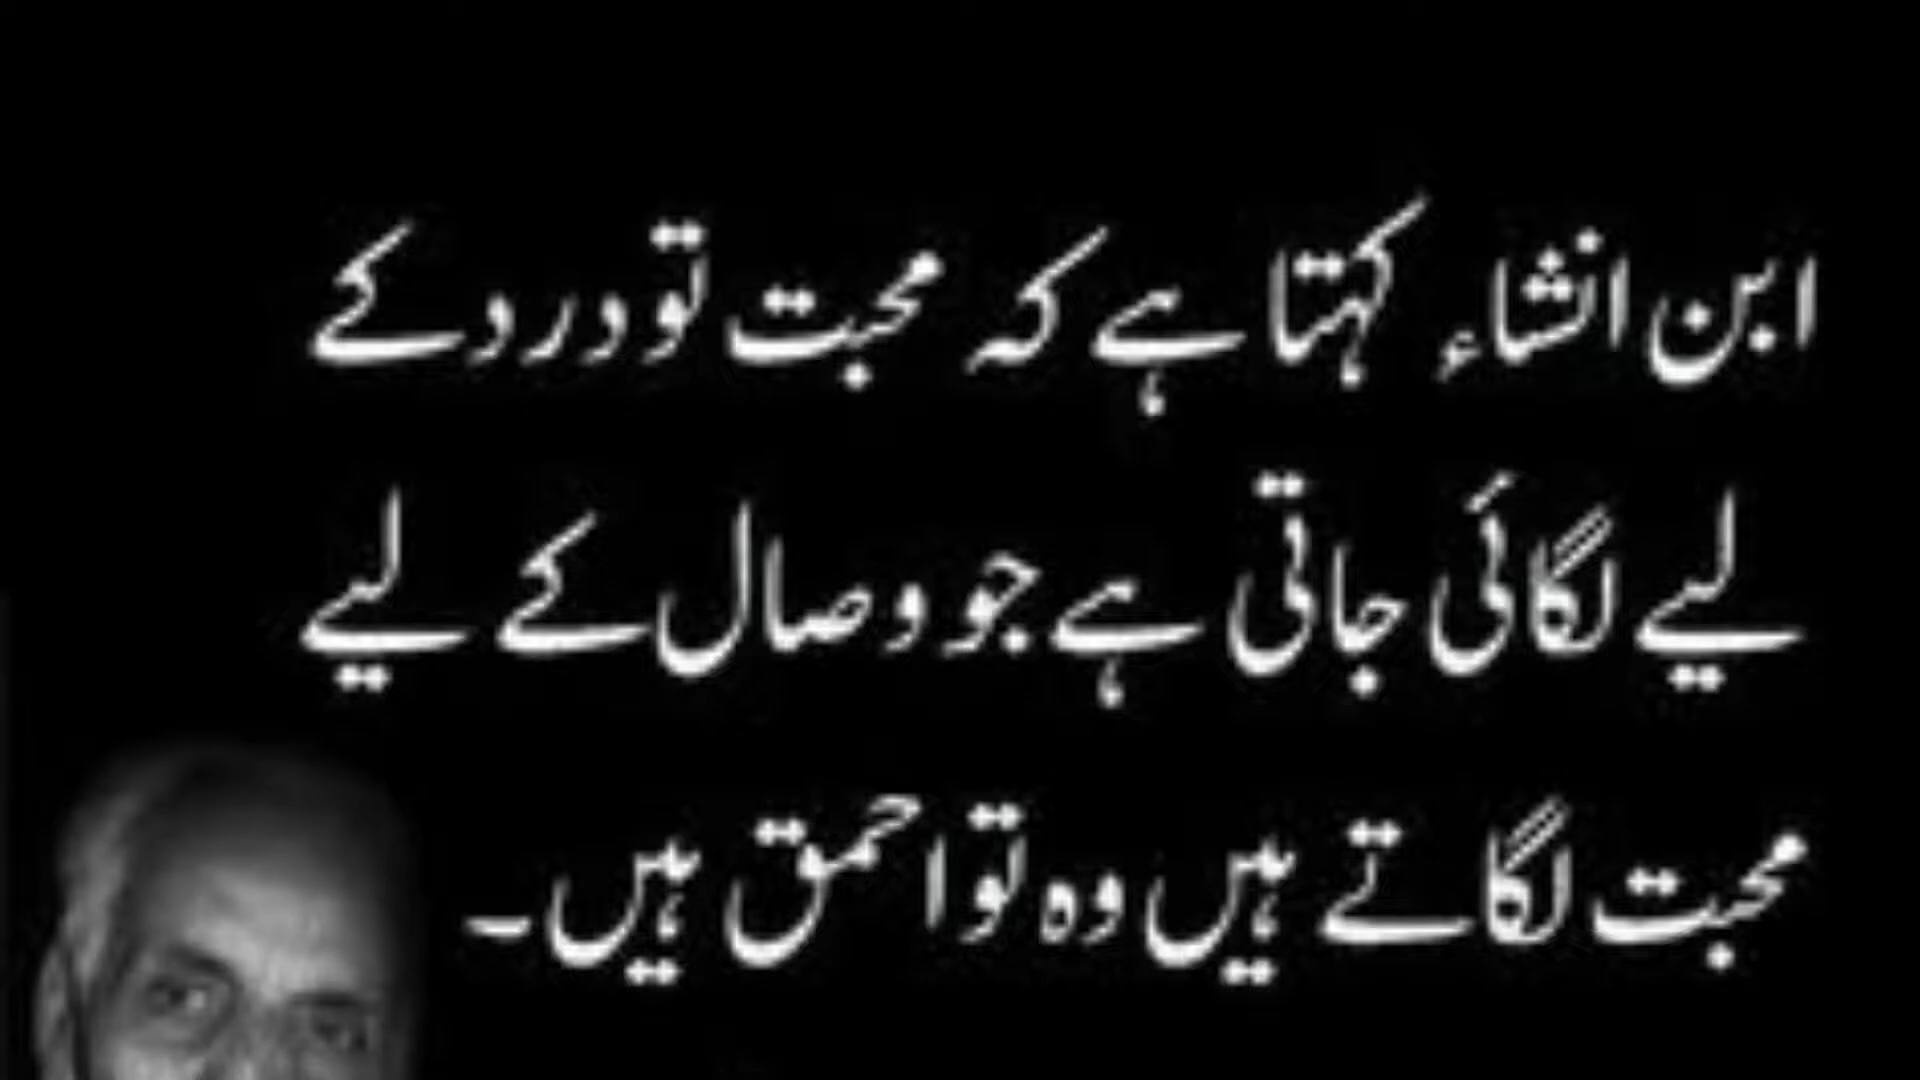 ابن انشاء کہتا ہے کہ محبت تو درد کے
لیے لگائی جاتی ہے جو وصال کے لیے
محبت لگاتے ہیں وہ تو احمق ہیں۔